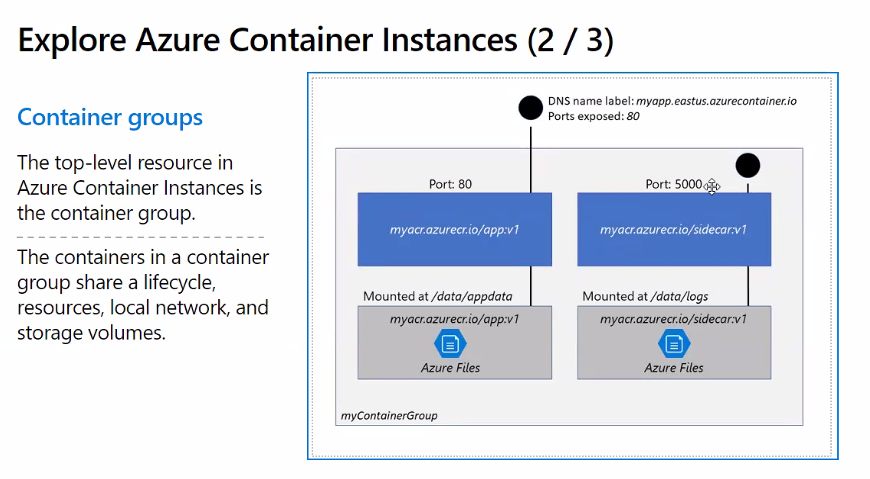 Explore Azure Container Instances (2 / 3)
Container groups
The top-level resource in
Azure Container Instances is
the container group.
The containers in a container
group share a lifecycle,
resources, local network, and
storage volumes.
DNS name label: myapp.eastus.azurecontainer.io
Ports exposed: 80
Port: 80
Port: 5000
myacr.azurecr.io/app:v1
myacr.azurecr.io/sidecar:v1
Mounted at /data/appdata
Mounted at /data/logs
myacr.azurecr.io/app:v1
myacr.azurecr.io/sidecar:v1
Azure Files
Azure Files
myContainerGroup